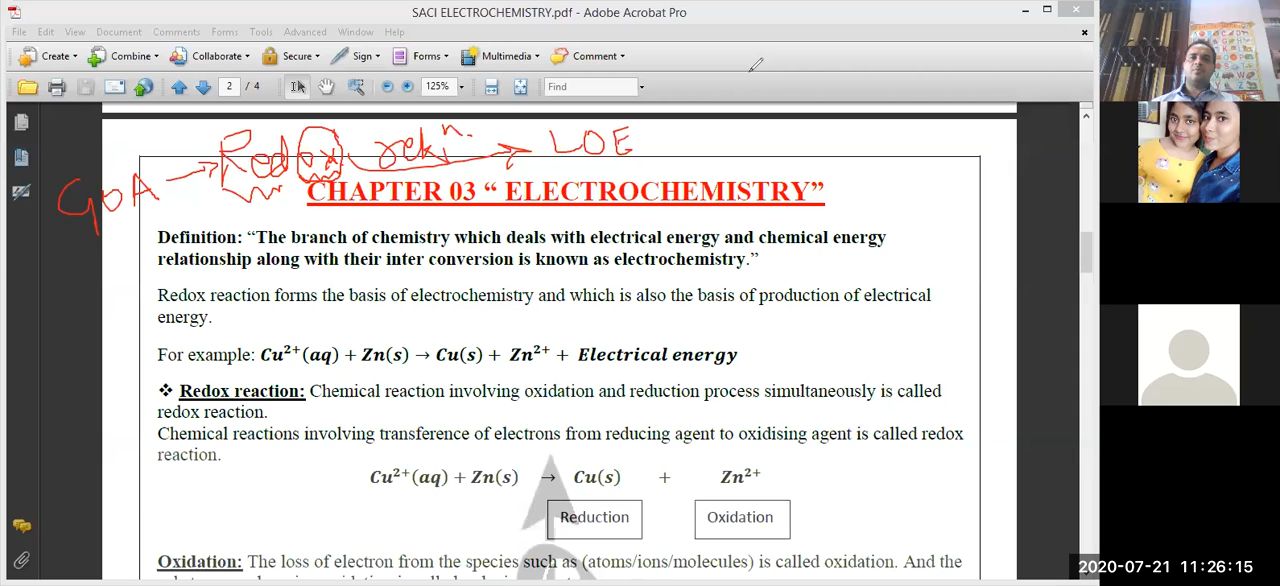 SACI ELECTROCHEMISTRY.pdf - Adobe Acrobat Pro
File Edit View Document Comments Forms Tools Advanced Window Help
Create Combine Collaborate Secure Sign Forms Multimedia Comment
2 / 4 125% Find
GOA Redox LOE
CHAPTER 03 “ ELECTROCHEMISTRY”
Definition: “The branch of chemistry which deals with electrical energy and chemical energy
relationship along with their inter conversion is known as electrochemistry.”
Redox reaction forms the basis of electrochemistry and which is also the basis of production of electrical
energy.
For example: Cu²⁺(aq) + Zn(s) → Cu(s) + Zn²⁺ + Electrical energy
❖ Redox reaction: Chemical reaction involving oxidation and reduction process simultaneously is called
redox reaction.
Chemical reactions involving transference of electrons from reducing agent to oxidising agent is called redox
reaction.
Cu²⁺(aq) + Zn(s) → Cu(s) + Zn²⁺
Reduction Oxidation
Oxidation: The loss of electron from the species such as (atoms/ions/molecules) is called oxidation. And the
2020-07-21 11:26:15